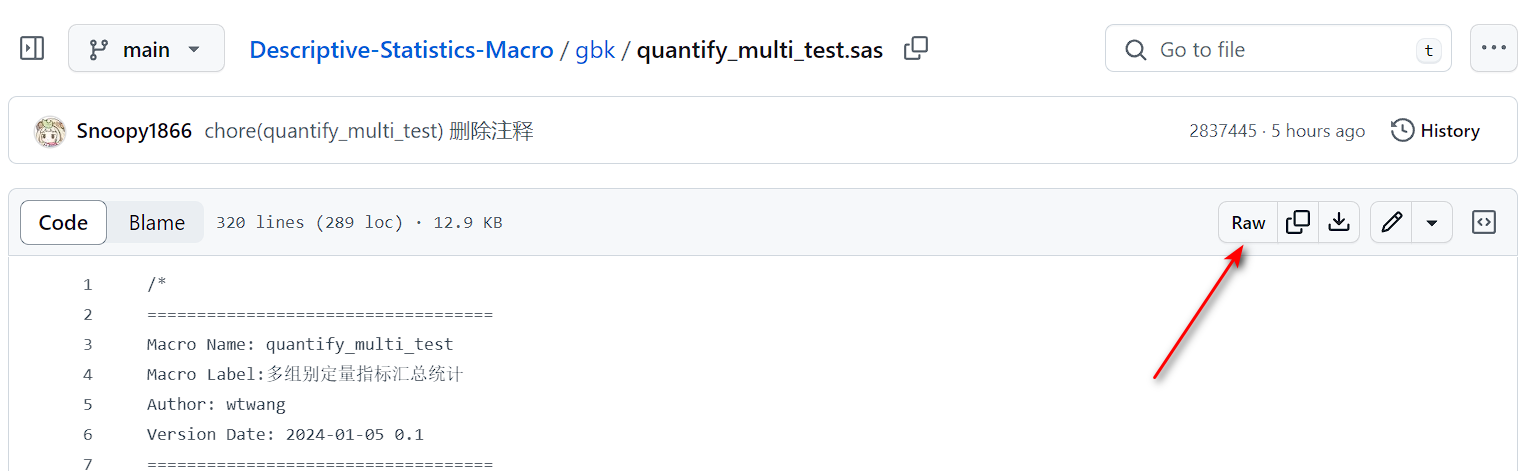 main Descriptive-Statistics-Macro / gbk / quantify_multi_test.sas Go to file t
Snoopy1866 chore(quantify_multi_test) 删除注释 2837445 · 5 hours ago History
Code Blame 320 lines (289 loc) · 12.9 KB Raw
1 /*
2 ===================================
3 Macro Name: quantify_multi_test
4 Macro Label:多组别定量指标汇总统计
5 Author: wtwang
6 Version Date: 2024-01-05 0.1
7 ===================================